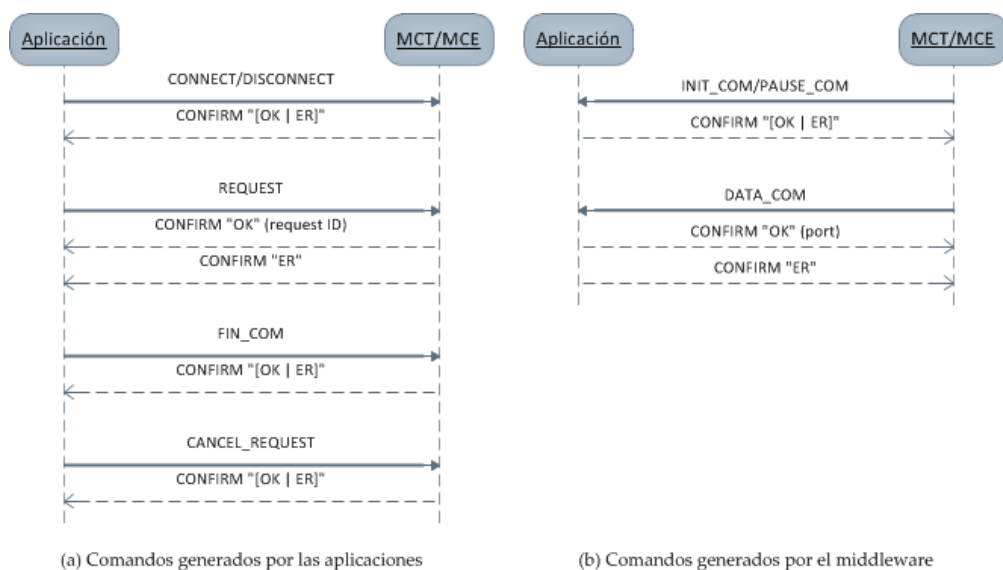 Aplicación
MCT/MCE
CONNECT/DISCONNECT
CONFIRM "[OK | ER]"
REQUEST
CONFIRM "OK" (request ID)
CONFIRM "ER"
FIN_COM
CONFIRM "[OK | ER]"
CANCEL_REQUEST
CONFIRM "[OK | ER]"
(a) Comandos generados por las aplicaciones
Aplicación
MCT/MCE
INIT_COM/PAUSE_COM
CONFIRM "[OK | ER]"
DATA_COM
CONFIRM "OK" (port)
CONFIRM "ER"
(b) Comandos generados por el middleware